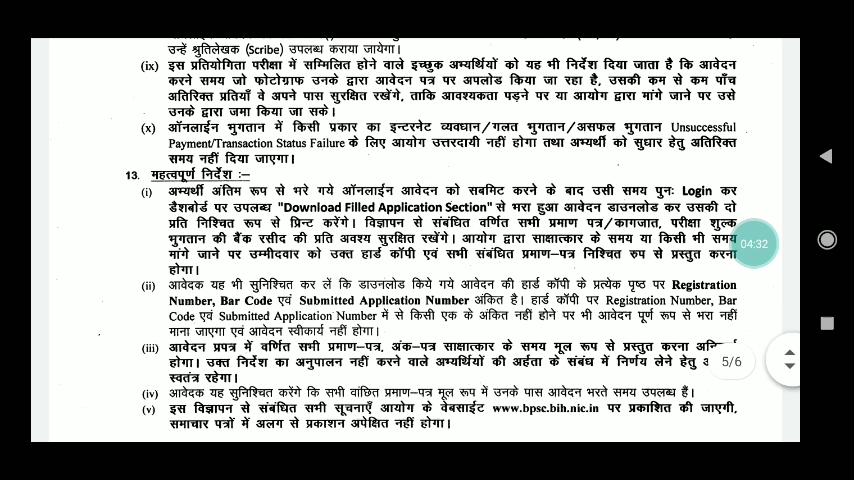 उन्हें श्रुतिलेखक (Scribe) उपलब्ध कराया जायेगा।
(ix) इस प्रतियोगिता परीक्षा में सम्मिलित होने वाले इच्छुक अभ्यर्थियों को यह भी निर्देश दिया जाता है कि आवेदन
करने समय जो फोटोग्राफ उनके द्वारा आवेदन पत्र पर अपलोड किया जा रहा है, उसकी कम से कम पाँच
अतिरिक्त प्रतियाँ वे अपने पास सुरक्षित रखेंगे, ताकि आवश्यकता पड़ने पर या आयोग द्वारा मांगे जाने पर उसे
उनके द्वारा जमा किया जा सके।
(x) ऑनलाईन भुगतान में किसी प्रकार का इन्टरनेट व्यवधान/गलत भुगतान/असफल भुगतान Unsuccessful
Payment/Transaction Status Failure के लिए आयोग उत्तरदायी नहीं होगा तथा अभ्यर्थी को सुधार हेतु अतिरिक्त
समय नहीं दिया जाएगा।
13. महत्वपूर्ण निर्देश :–
(i) अभ्यर्थी अंतिम रूप से भरे गये ऑनलाईन आवेदन को सबमिट करने के बाद उसी समय पुनः Login कर
डैशबोर्ड पर उपलब्ध "Download Filled Application Section" से भरा हुआ आवेदन डाउनलोड कर उसकी दो
प्रति निश्चित रूप से प्रिन्ट करेंगे। विज्ञापन से संबंधित वर्णित सभी प्रमाण पत्र/कागजात, परीक्षा शुल्क
भुगतान की बैंक रसीद की प्रति अवश्य सुरक्षित रखेंगे। आयोग द्वारा साक्षात्कार के समय या किसी भी समय
मांगे जाने पर उम्मीदवार को उक्त हार्ड कॉपी एवं सभी संबंधित प्रमाण–पत्र निश्चित रूप से प्रस्तुत करना
होगा।
04:32
(ii) आवेदक यह भी सुनिश्चित कर लें कि डाउनलोड किये गये आवेदन की हार्ड कॉपी के प्रत्येक पृष्ठ पर Registration
Number, Bar Code एवं Submitted Application Number अंकित है। हार्ड कॉपी पर Registration Number, Bar
Code एवं Submitted Application Number में से किसी एक के अंकित नहीं होने पर भी आवेदन पूर्ण रूप से भरा नहीं
माना जाएगा एवं आवेदन स्वीकार्य नहीं होगा।
(iii) आवेदन प्रपत्र में वर्णित सभी प्रमाण–पत्र, अंक–पत्र साक्षात्कार के समय मूल रूप से प्रस्तुत करना
होगा। उक्त निर्देश का अनुपालन नहीं करने वाले अभ्यर्थियों की अर्हता के संबंध में निर्णय लेने हेतु
स्वतंत्र रहेगा।
5/6
(iv) आवेदक यह सुनिश्चित करेंगे कि सभी वांछित प्रमाण–पत्र मूल रूप में उनके पास आवेदन भरते समय उपलब्ध हैं।
(v) इस विज्ञापन से संबंधित सभी सूचनाएँ आयोग के वेबसाईट www.bpsc.bih.nic.in पर प्रकाशित की जाएगी,
समाचार पत्रों में अलग से प्रकाशन अपेक्षित नहीं होगा।